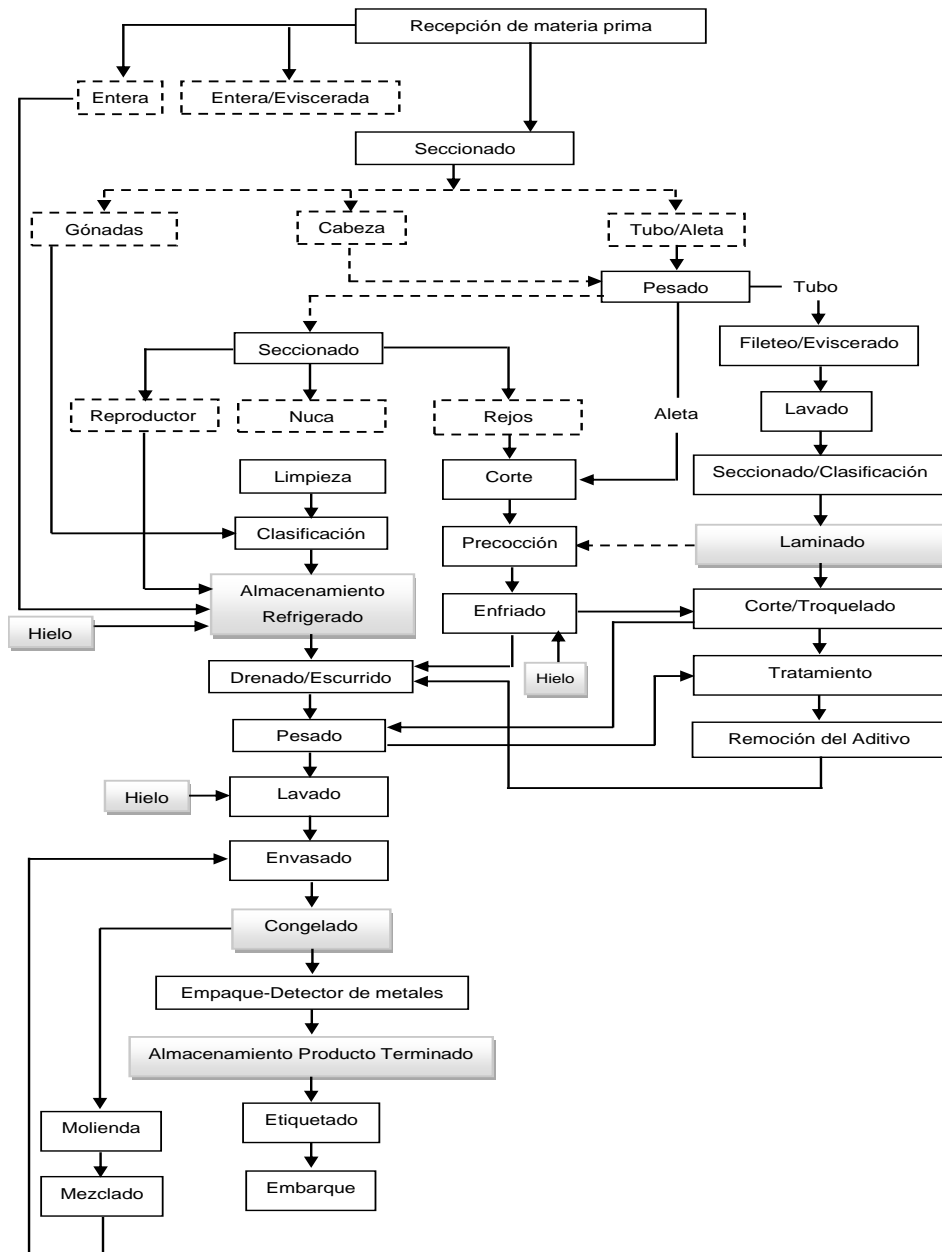 Recepción de materia prima
Entera
Entera/Eviscerada
Seccionado
Gónadas
Cabeza
Tubo/Aleta
Pesado
Tubo
Seccionado
Fileteo/Eviscerado
Reproductor
Nuca
Rejos
Aleta
Lavado
Limpieza
Corte
Seccionado/Clasificación
Clasificación
Precocción
Laminado
Almacenamiento
Refrigerado
Enfriado
Corte/Troquelado
Hielo
Drenado/Escurrido
Hielo
Tratamiento
Pesado
Remoción del Aditivo
Hielo
Lavado
Envasado
Congelado
Empaque-Detector de metales
Almacenamiento Producto Terminado
Etiquetado
Molienda
Embarque
Mezclado